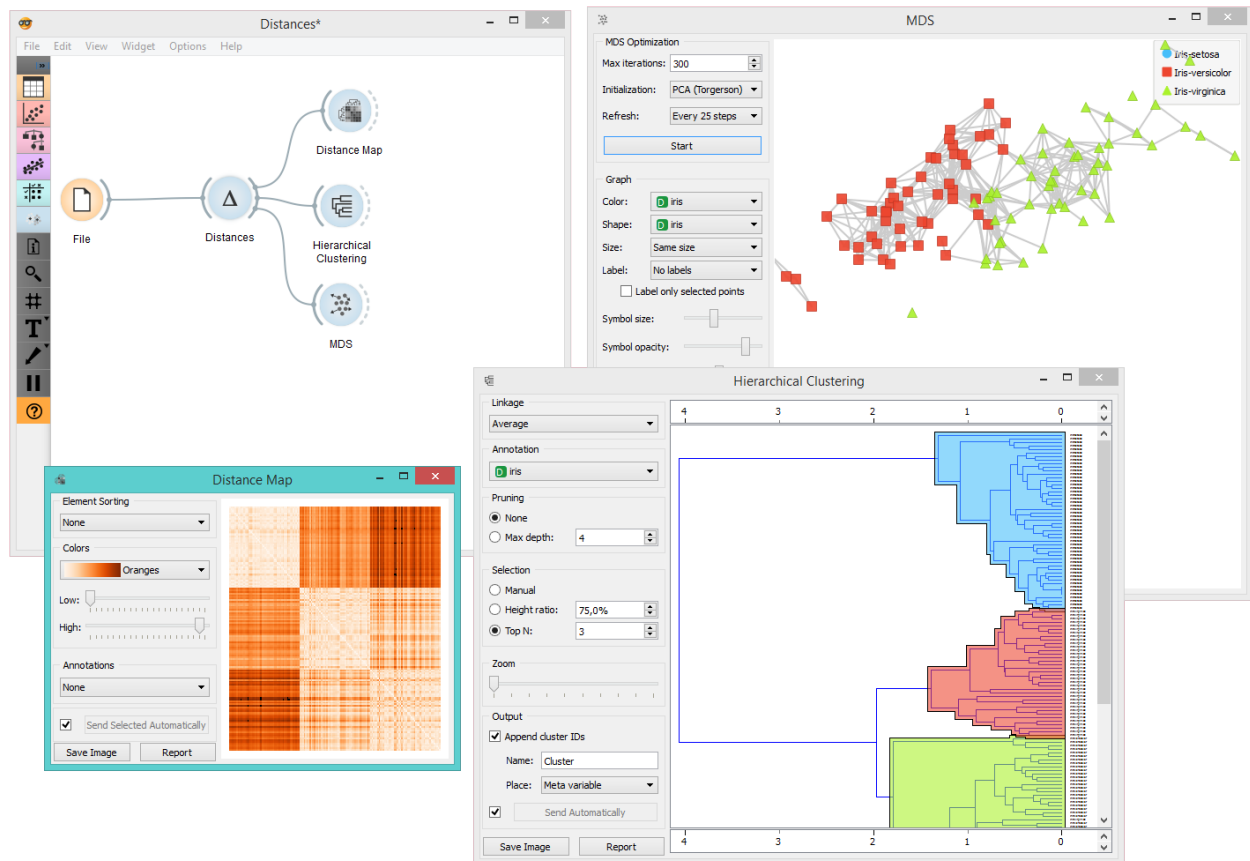 Distances*
File Edit View Widget Options Help
File
Distances
Distance Map
Hierarchical
Clustering
MDS
T
?
MDS
MDS Optimization
Max iterations: 300
Initialization: PCA (Torgerson)
Refresh: Every 25 steps
Start
Graph
Color: D iris
Shape: D iris
Size: Same size
Label: No labels
Label only selected points
Symbol size:
Symbol opacity:
Iris-setosa
Iris-versicolor
Iris-virginica
Distance Map
Element Sorting
None
Colors
Oranges
Low:
High:
Annotations
None
Send Selected Automatically
Save Image Report
Hierarchical Clustering
Linkage
Average
Annotation
D iris
Pruning
None
Max depth: 4
Selection
Manual
Height ratio: 75,0%
Top N: 3
Zoom
Output
Append cluster IDs
Name: Cluster
Place: Meta variable
Send Automatically
Save Image Report
4 3 2 1 0
4 3 2 1 0